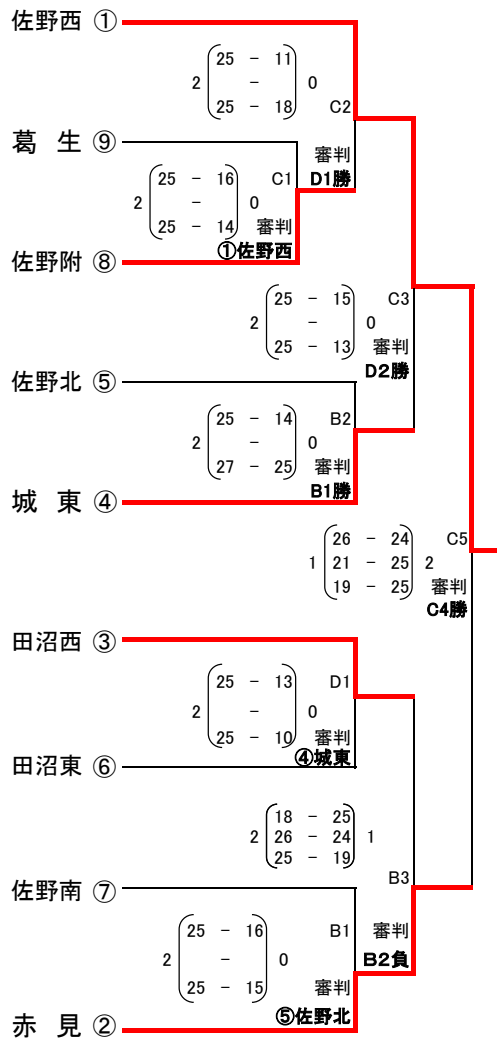 佐野西 ①
25 - 11
2 - 0
25 - 18 C2
葛 生 ⑨
審判
25 - 16 C1 D1勝
2 - 0
25 - 14 審判
①佐野西
佐野附 ⑧
25 - 15 C3
2 - 0
25 - 13 審判
D2勝
佐野北 ⑤
25 - 14 B2
2 - 0
27 - 25 審判
B1勝
城 東 ④
26 - 24 C5
1 21 - 25 2
19 - 25 審判
C4勝
田沼西 ③
25 - 13 D1
2 - 0
25 - 10 審判
④城東
田沼東 ⑥
18 - 25
2 26 - 24 1
25 - 19
B3
佐野南 ⑦
25 - 16 B1 審判
2 - 0 B2負
25 - 15 審判
⑤佐野北
赤 見 ②